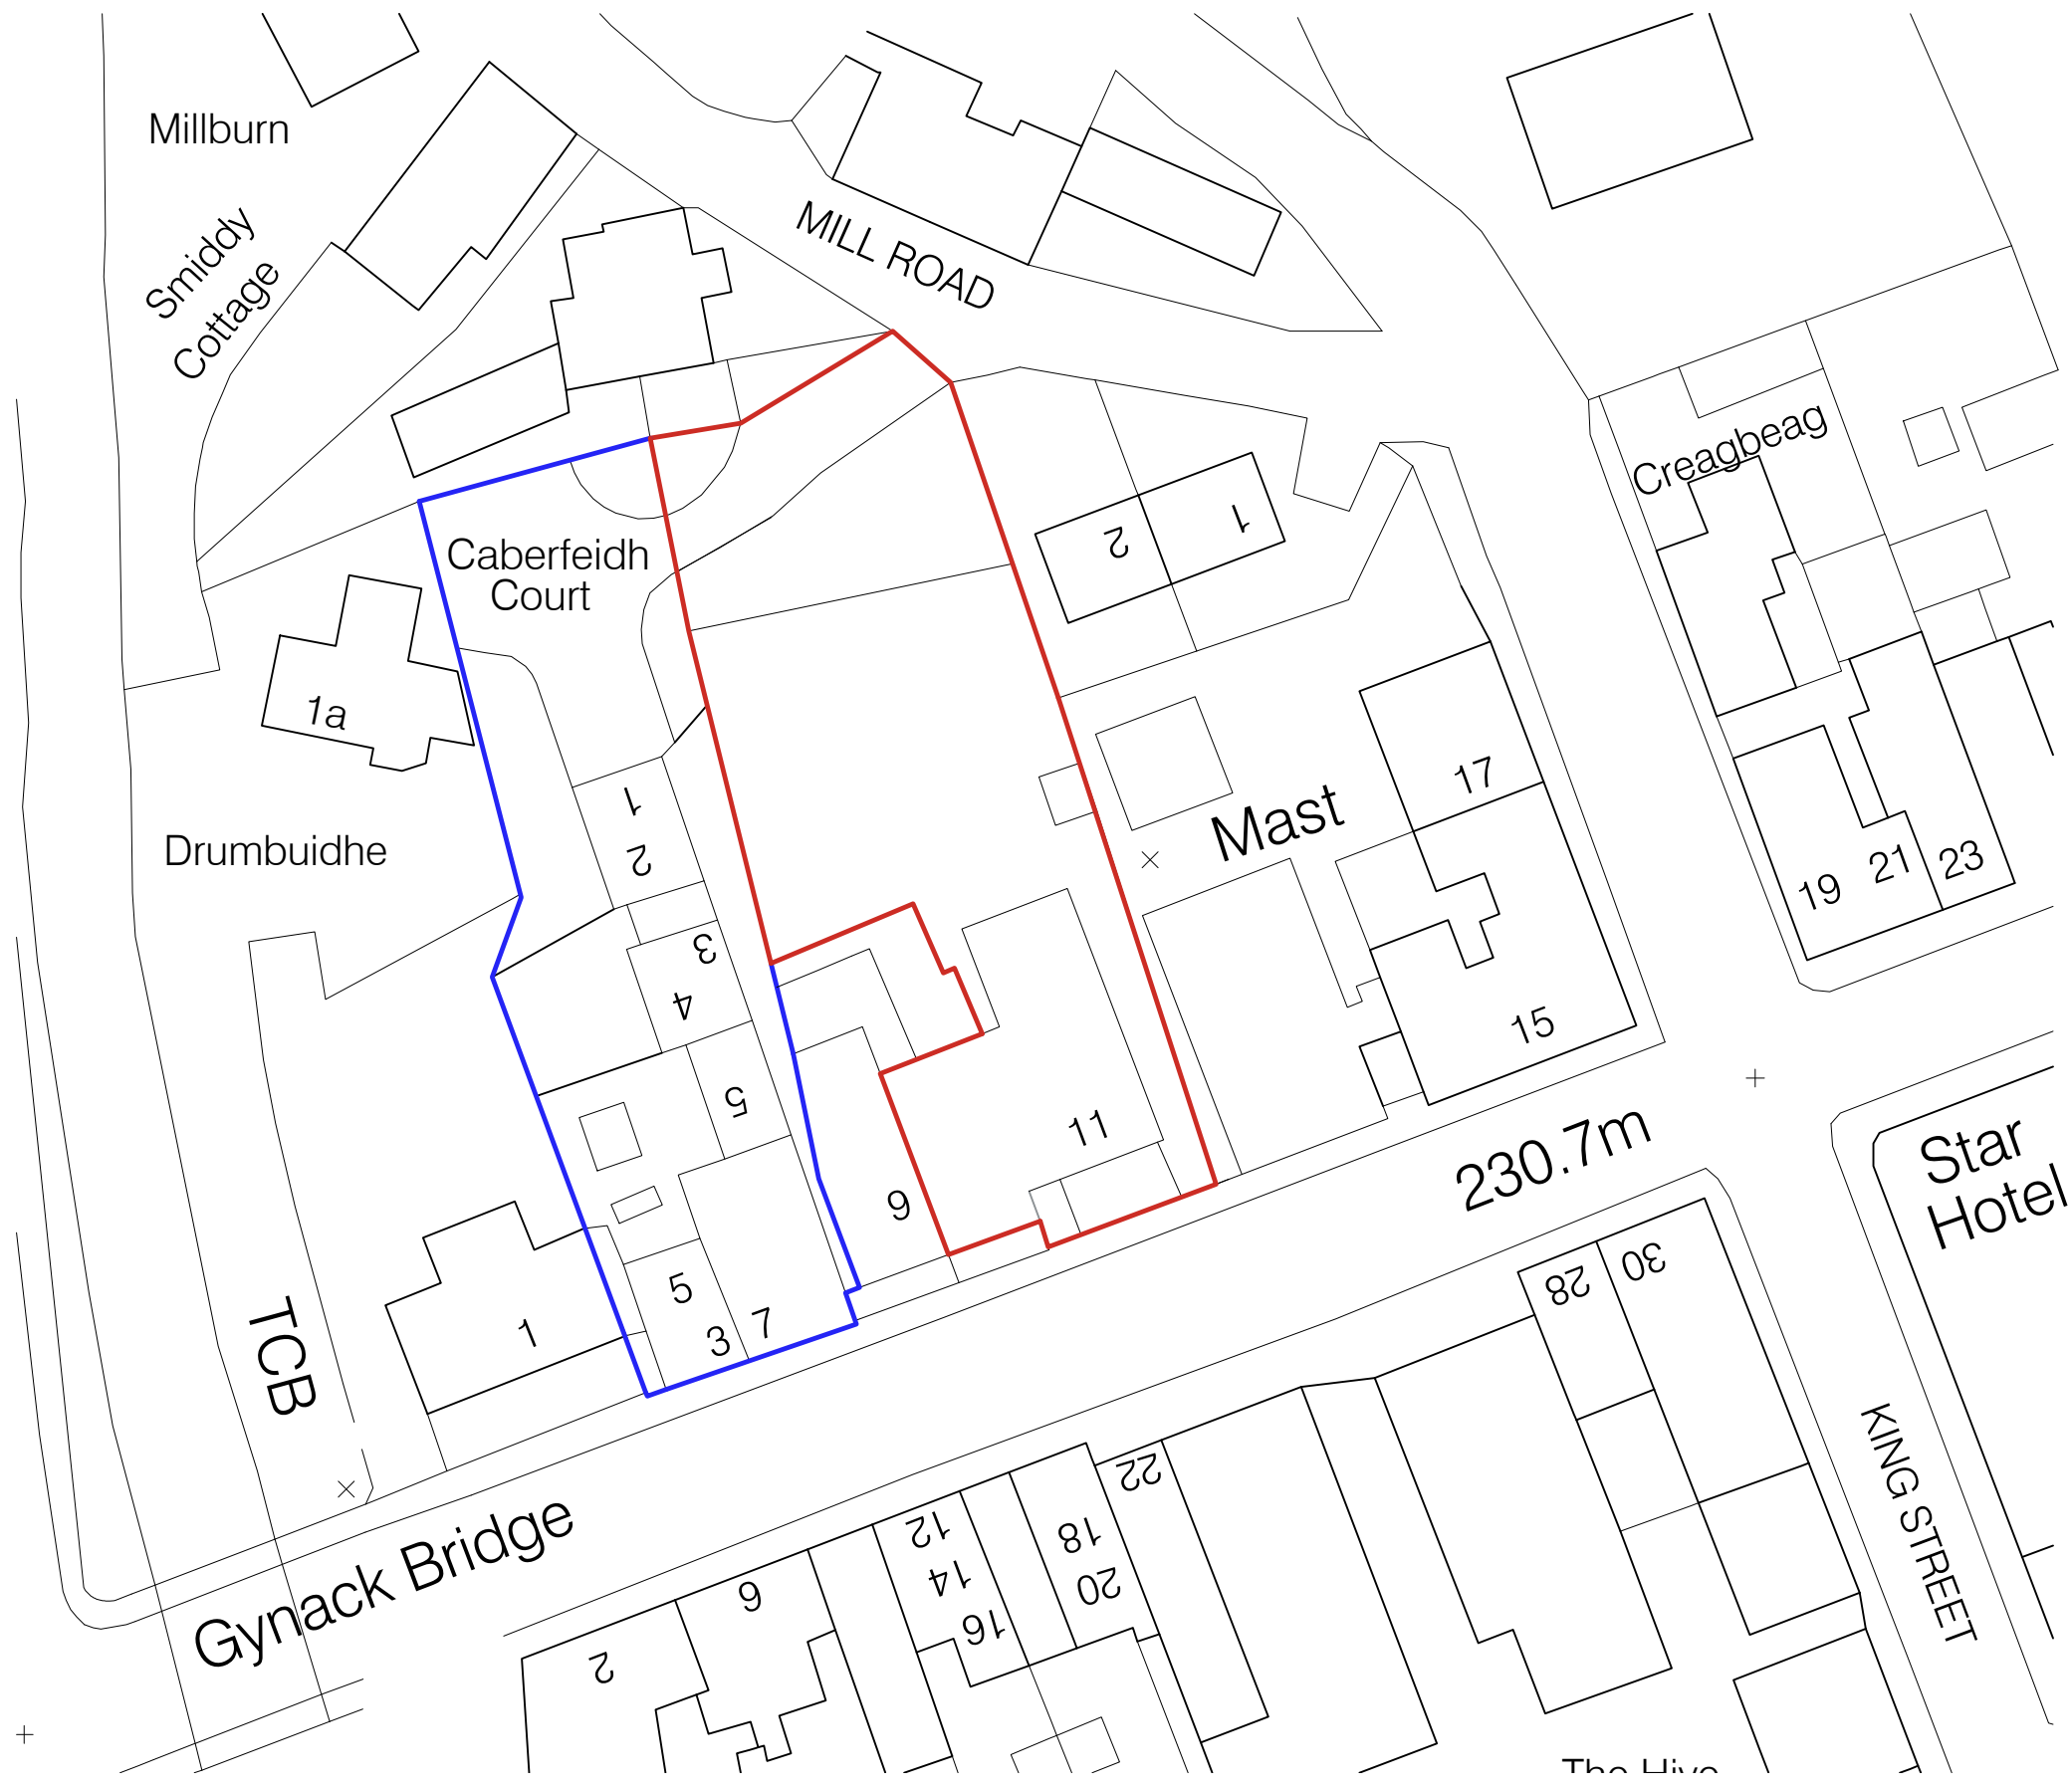 Millburn
Smiddy
Cottage
MILL ROAD
Creagbeag
Caberfeidh
Court
2
1
1a
1
2
17
Mast
Drumbuidhe
19
21
23
3
4
15
5
11
9
230.7m
Star
Hotel
1
5
3
7
28
30
TCB
22
KING STREET
Gynack Bridge
12
14
16
18
20
6
2
The Hive